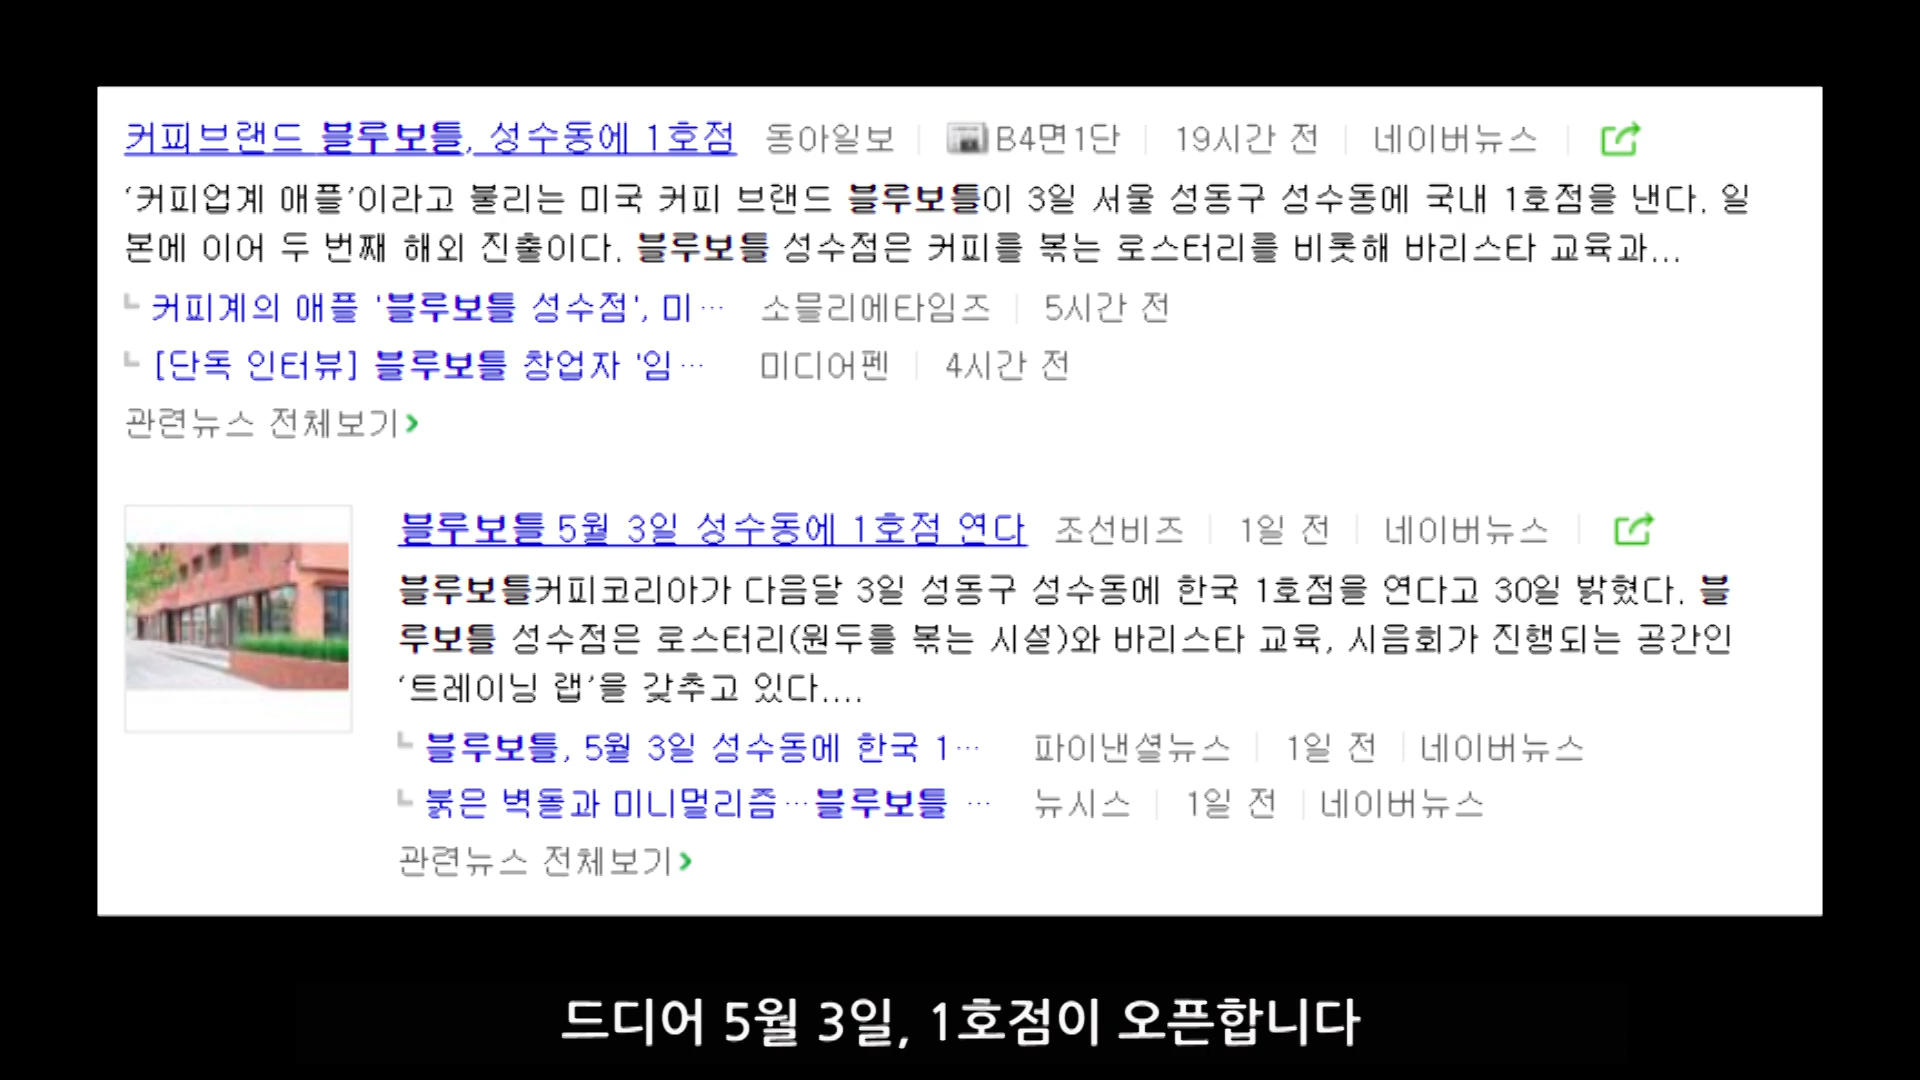 커피브랜드 블루보틀, 성수동에 1호점 동아일보 B4면1단 19시간 전 네이버뉴스
‘커피업계 애플’이라고 불리는 미국 커피 브랜드 블루보틀이 3일 서울 성동구 성수동에 국내 1호점을 낸다. 일
본에 이어 두 번째 해외 진출이다. 블루보틀 성수점은 커피를 볶는 로스터리를 비롯해 바리스타 교육과...
커피계의 애플 '블루보틀 성수점', 미… 소믈리에타임즈 5시간 전
[단독 인터뷰] 블루보틀 창업자 '임… 미디어펜 4시간 전
관련뉴스 전체보기
블루보틀 5월 3일 성수동에 1호점 연다 조선비즈 1일 전 네이버뉴스
블루보틀커피코리아가 다음달 3일 성동구 성수동에 한국 1호점을 연다고 30일 밝혔다. 블
루보틀 성수점은 로스터리(원두를 볶는 시설)와 바리스타 교육, 시음회가 진행되는 공간인
‘트레이닝 랩’을 갖추고 있다....
블루보틀, 5월 3일 성수동에 한국 1… 파이낸셜뉴스 1일 전 네이버뉴스
붉은 벽돌과 미니멀리즘…블루보틀 … 뉴시스 1일 전 네이버뉴스
관련뉴스 전체보기
드디어 5월 3일, 1호점이 오픈합니다